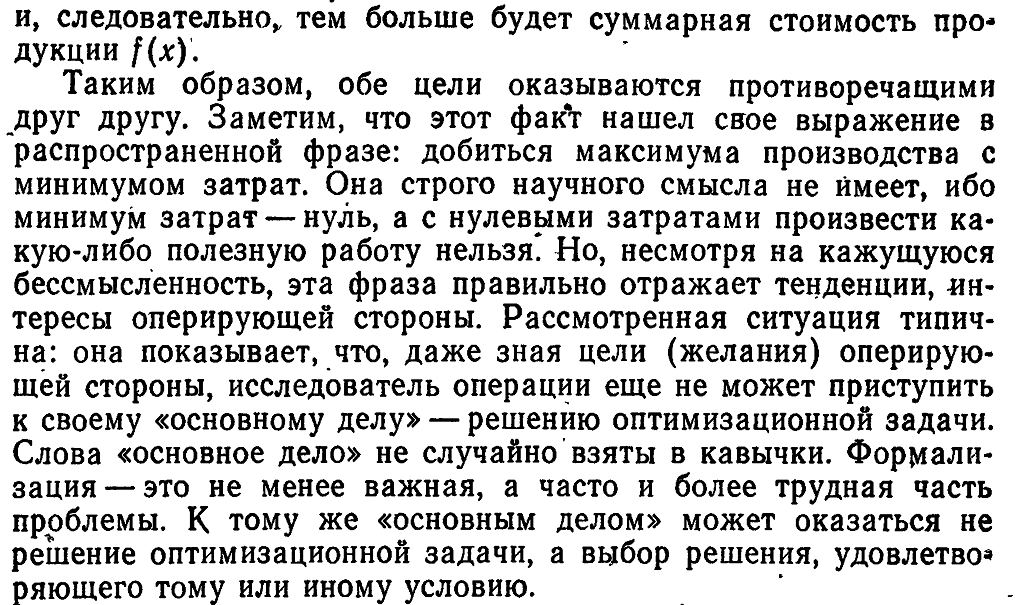 и, следовательно, тем больше будет суммарная стоимость про-
дукции f(x).
Таким образом, обе цели оказываются противоречащими
друг другу. Заметим, что этот факт нашел свое выражение в
распространенной фразе: добиться максимума производства с
минимумом затрат. Она строго научного смысла не имеет, ибо
минимум затрат — нуль, а с нулевыми затратами произвести ка-
кую-либо полезную работу нельзя. Но, несмотря на кажущуюся
бессмысленность, эта фраза правильно отражает тенденции, ин-
тересы оперирующей стороны. Рассмотренная ситуация типич-
на: она показывает, что, даже зная цели (желания) оперирую-
щей стороны, исследователь операции еще не может приступить
к своему «основному делу» — решению оптимизационной задачи.
Слова «основное дело» не случайно взяты в кавычки. Формали-
зация — это не менее важная, а часто и более трудная часть
проблемы. К тому же «основным делом» может оказаться не
решение оптимизационной задачи, а выбор решения, удовлетво-
ряющего тому или иному условию.